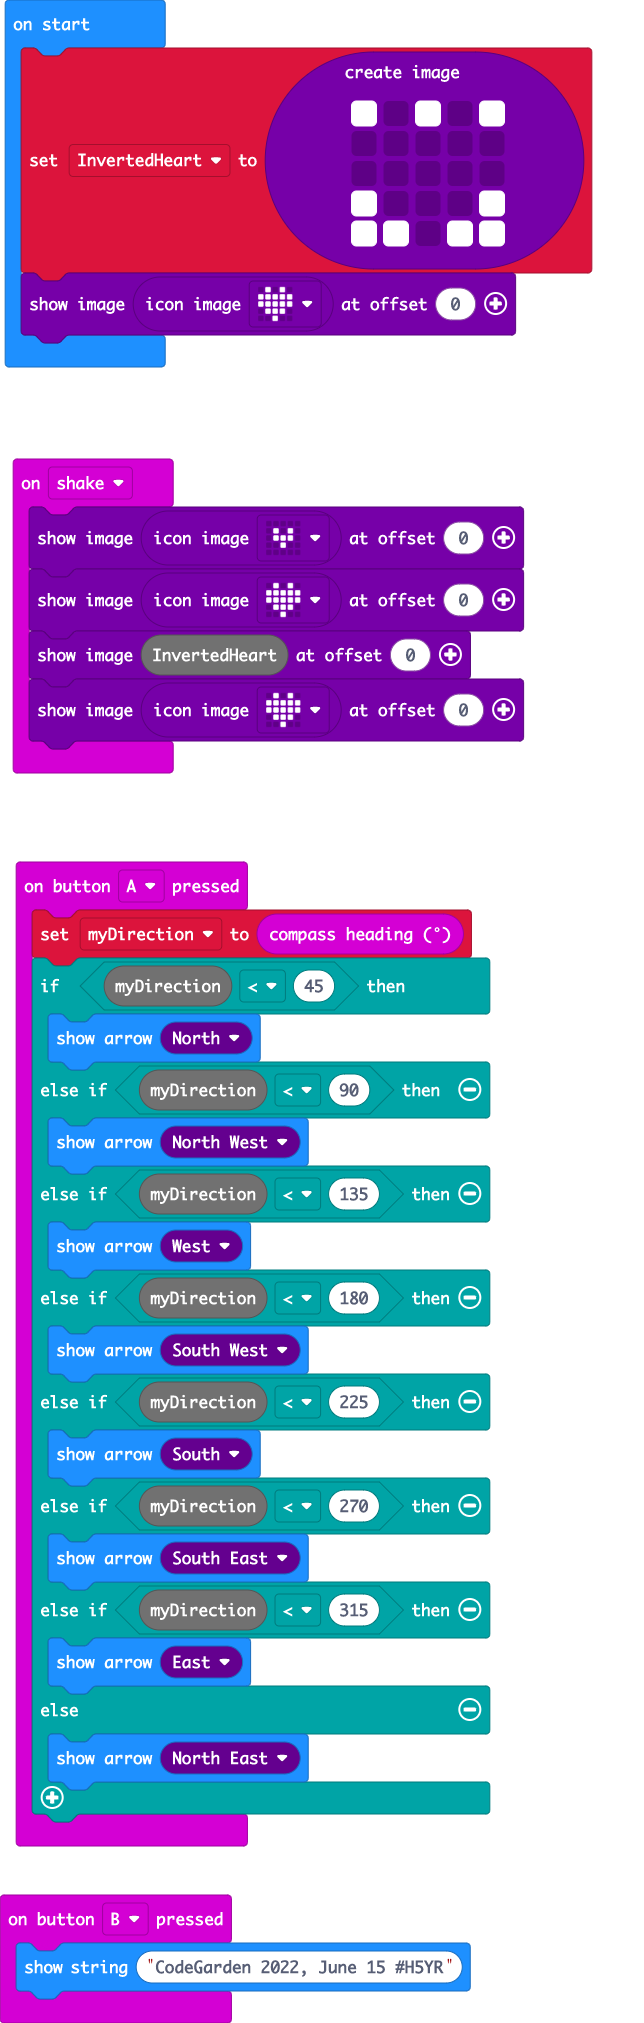 on start
create image
set InvertedHeart to
show image icon image at offset 0
on shake
show image icon image at offset 0
show image icon image at offset 0
show image InvertedHeart at offset 0
show image icon image at offset 0
on button A pressed
set myDirection to compass heading (°)
if myDirection < 45 then
show arrow North
else if myDirection < 90 then
show arrow North West
else if myDirection < 135 then
show arrow West
else if myDirection < 180 then
show arrow South West
else if myDirection < 225 then
show arrow South
else if myDirection < 270 then
show arrow South East
else if myDirection < 315 then
show arrow East
else
show arrow North East
on button B pressed
show string "CodeGarden 2022, June 15 #H5YR"